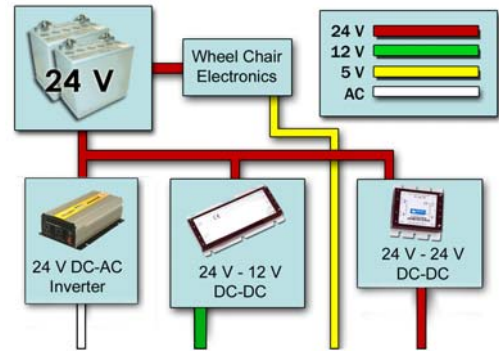 24 V
Wheel Chair
Electronics
24 V
12 V
5 V
AC
24 V DC-AC
Inverter
24 V - 12 V
DC-DC
24 V - 24 V
DC-DC